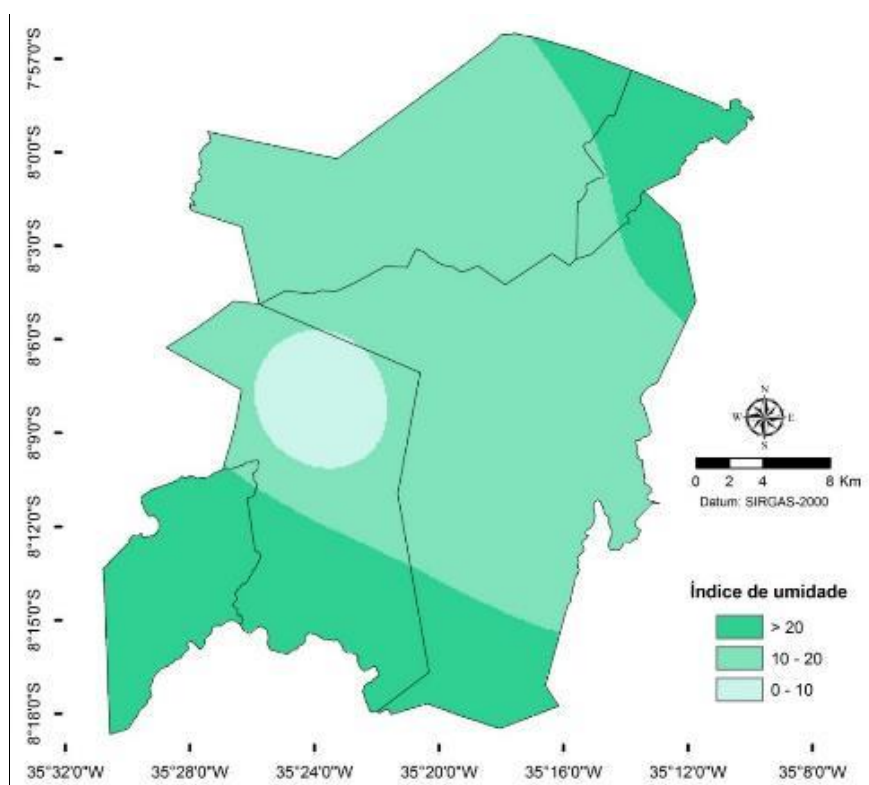 7°57'0"S
8°0'0"S
8°3'0"S
8°6'0"S
8°9'0"S
8°12'0"S
8°15'0"S
8°18'0"S
N
W E
S
0 2 4 8 Km
Datum: SIRGAS-2000
Índice de umidade
> 20
10 - 20
0 - 10
35°32'0"W 35°28'0"W 35°24'0"W 35°20'0"W 35°16'0"W 35°12'0"W 35°8'0"W